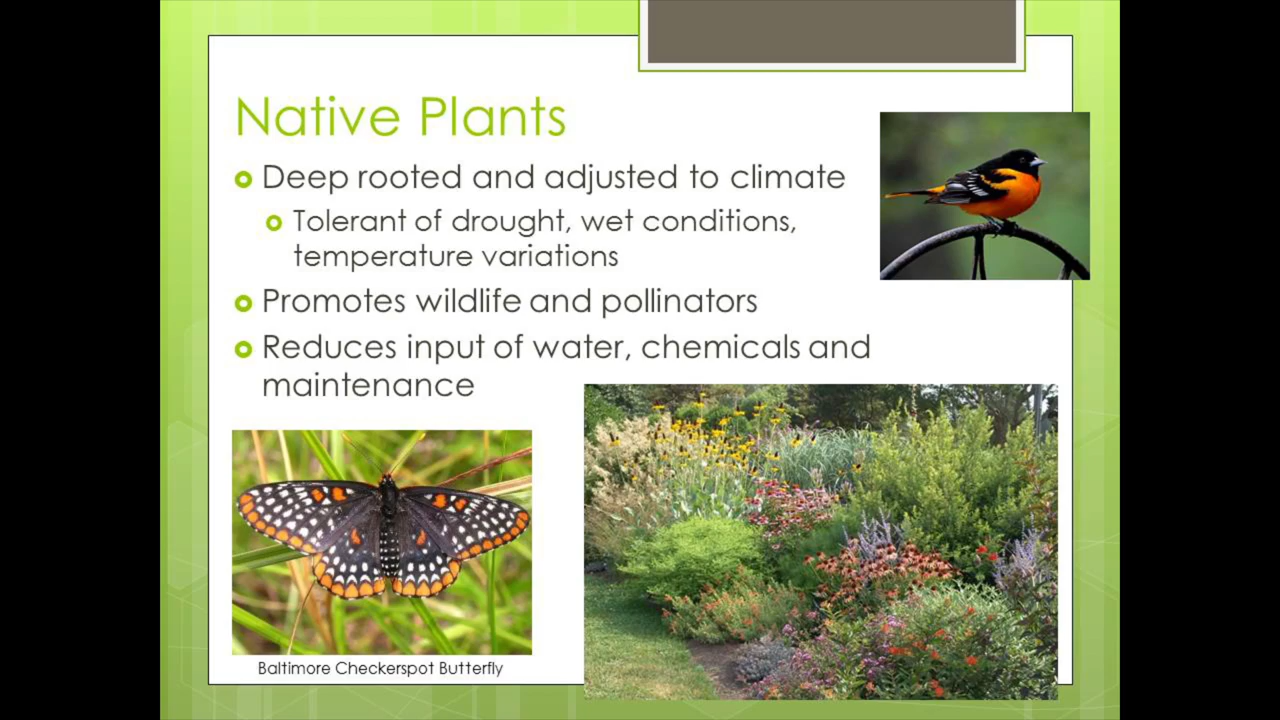 Native Plants
Deep rooted and adjusted to climate
Tolerant of drought, wet conditions,
temperature variations
Promotes wildlife and pollinators
Reduces input of water, chemicals and
maintenance
Baltimore Checkerspot Butterfly